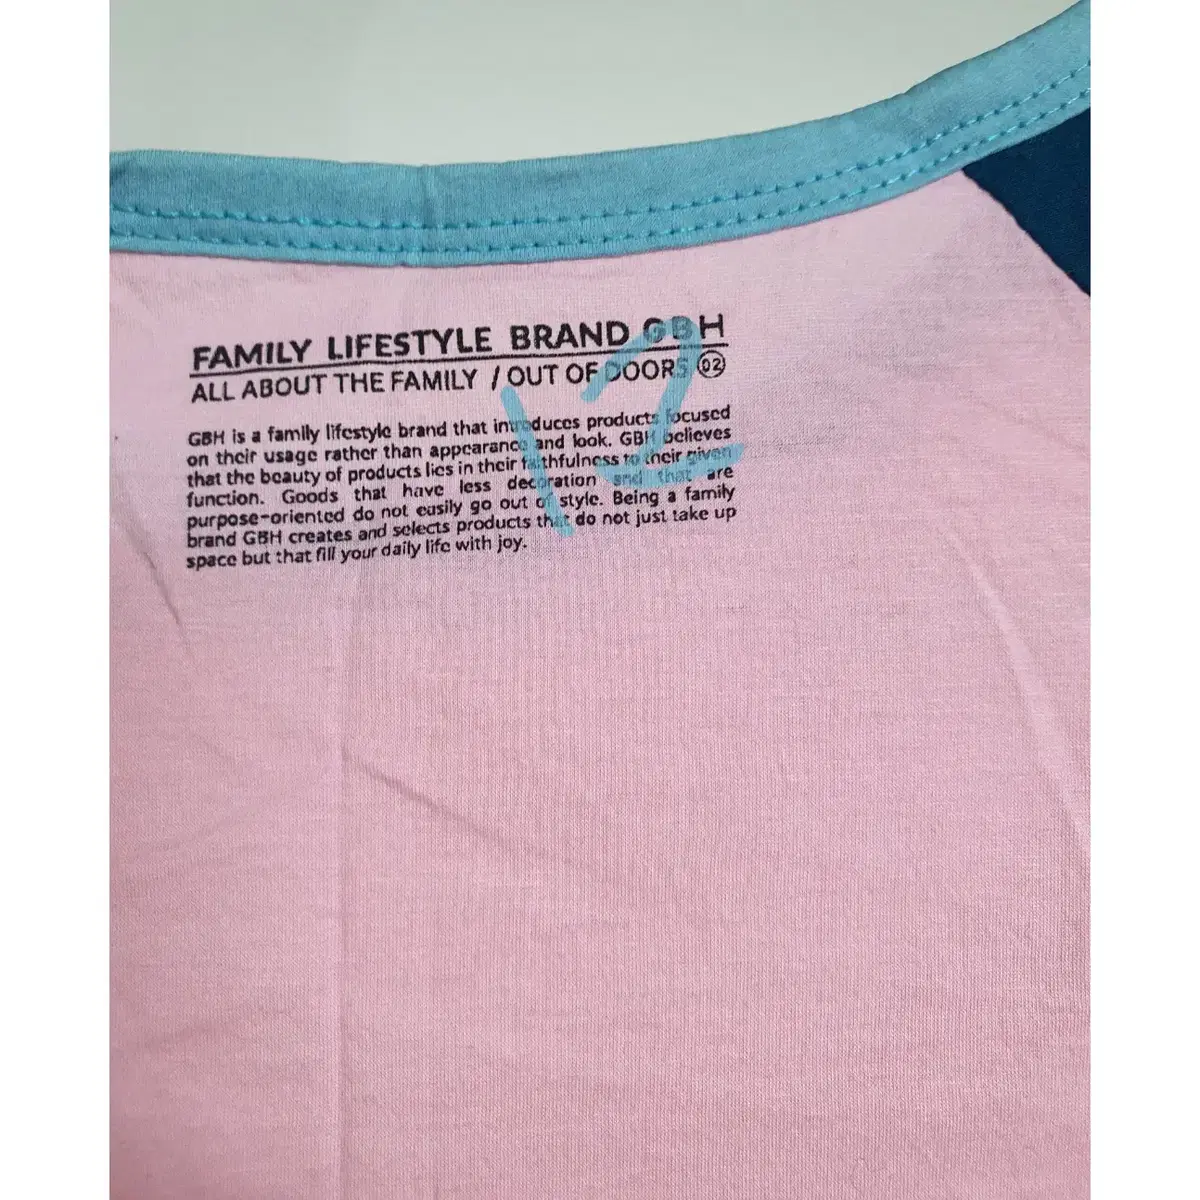 FAMILY LIFESTYLE BRAND GBH
ALL ABOUT THE FAMILY / OUT OF DOORS 02
GBH is a family lifestyle brand that introduces products focused
on their usage rather than appearance and look. GBH believes
that the beauty of products lies in their faithfulness to their given
function. Goods that have less decoration and that are
purpose-oriented do not easily go out of style. Being a family
brand GBH creates and selects products that do not just take up
space but that fill your daily life with joy.
12